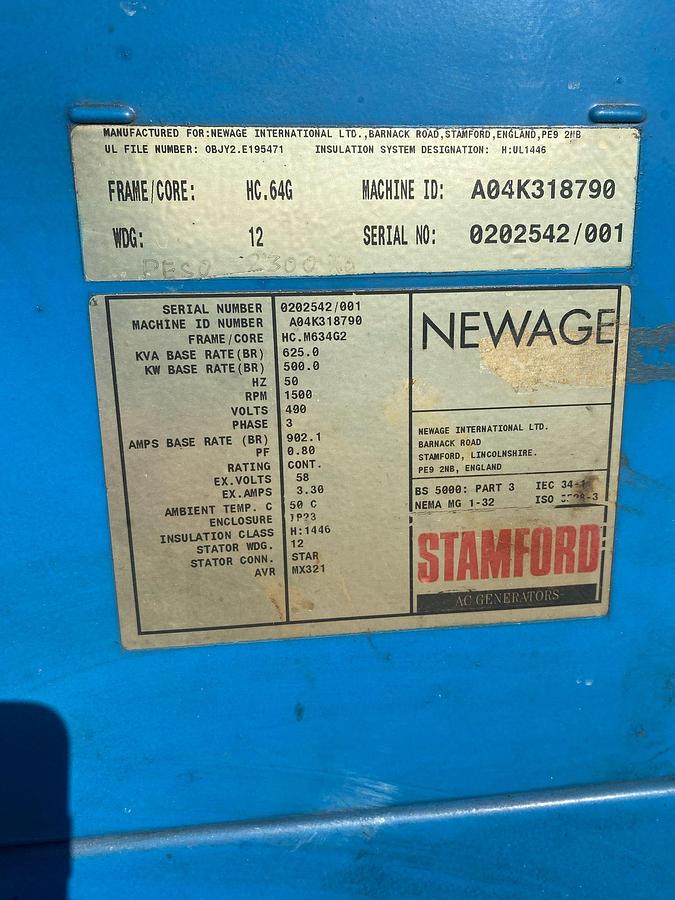 MANUFACTURED FOR:NEWAGE INTERNATIONAL LTD.,BARNACK ROAD,STAMFORD,ENGLAND,PE9 2NB
UL FILE NUMBER: OBJY2.E195471 INSULATION SYSTEM DESIGNATION: H:UL1446
FRAME/CORE: HC.64G MACHINE ID: A04K318790
WDG: 12 SERIAL NO: 0202542/001
PESO 2300
SERIAL NUMBER 0202542/001
MACHINE ID NUMBER A04K318790
FRAME/CORE HC.M634G2
KVA BASE RATE(BR) 625.0
KW BASE RATE(BR) 500.0
HZ 50
RPM 1500
VOLTS 400
PHASE 3
AMPS BASE RATE (BR) 902.1
PF 0.80
RATING CONT.
EX.VOLTS 58
EX.AMPS 3.30
AMBIENT TEMP. C 50 C
ENCLOSURE IP23
INSULATION CLASS H:1446
STATOR WDG. 12
STATOR CONN. STAR
AVR MX321
NEWAGE
NEWAGE INTERNATIONAL LTD.
BARNACK ROAD
STAMFORD, LINCOLNSHIRE.
PE9 2NB, ENGLAND
BS 5000: PART 3 IEC 34-1
NEMA MG 1-32 ISO
STAMFORD
AC GENERATORS